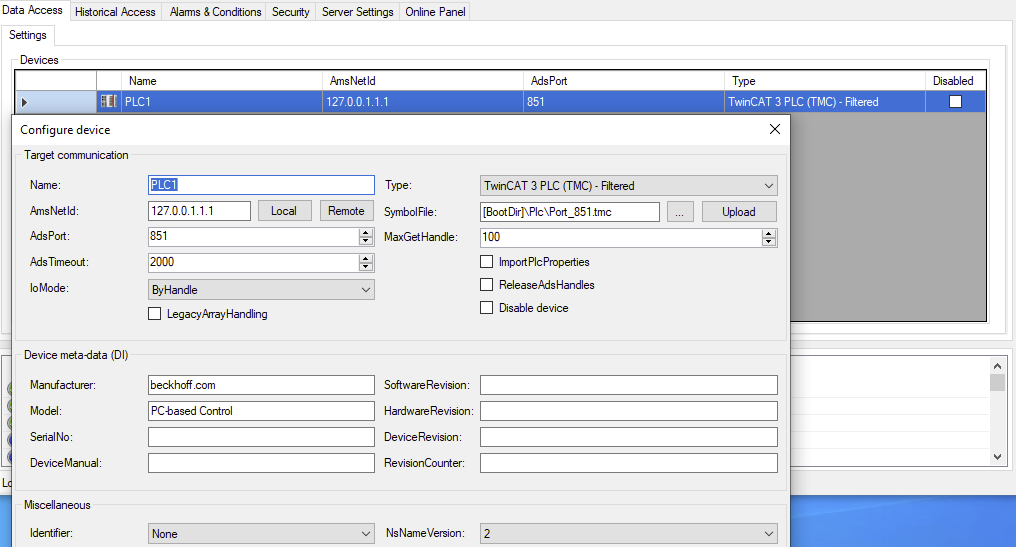 Data Access Historical Access Alarms & Conditions Security Server Settings Online Panel
Settings
Devices
Name AmsNetId AdsPort Type Disabled
PLC1 127.0.0.1.1.1 851 TwinCAT 3 PLC (TMC) - Filtered
Configure device
Target communication
Name: PLC1 Type: TwinCAT 3 PLC (TMC) - Filtered
AmsNetId: 127.0.0.1.1.1 Local Remote SymbolFile: [BootDir]\Plc\Port_851.tmc ... Upload
AdsPort: 851 MaxGetHandle: 100
AdsTimeout: 2000 ImportPlcProperties
IoMode: ByHandle ReleaseAdsHandles
LegacyArrayHandling Disable device
Device meta-data (DI)
Manufacturer: beckhoff.com SoftwareRevision:
Model: PC-based Control HardwareRevision:
SerialNo: DeviceRevision:
DeviceManual: RevisionCounter:
Lo
Miscellaneous
Identifier: None NsNameVersion: 2